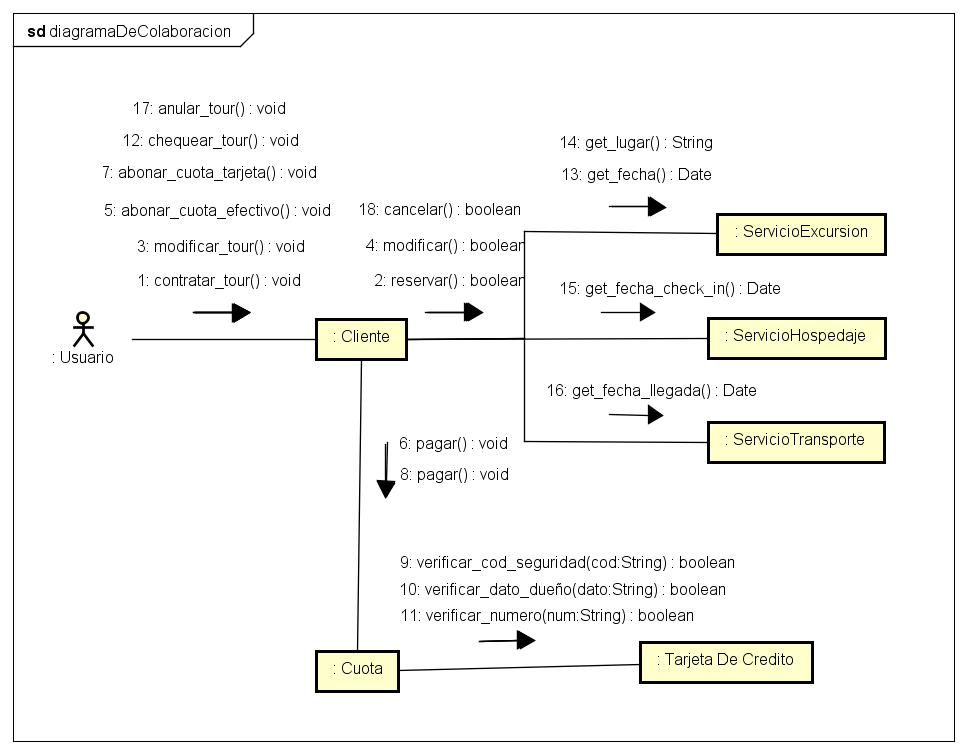 sd diagramaDeColaboracion
17: anular_tour() : void
12: chequear_tour() : void
7: abonar_cuota_tarjeta() : void
5: abonar_cuota_efectivo() : void
3: modificar_tour() : void
1: contratar_tour() : void
18: cancelar() : boolean
4: modificar() : boolean
2: reservar() : boolean
14: get_lugar() : String
13: get_fecha() : Date
: ServicioExcursion
15: get_fecha_check_in() : Date
: Usuario
: Cliente
: ServicioHospedaje
16: get_fecha_llegada() : Date
: ServicioTransporte
6: pagar() : void
8: pagar() : void
9: verificar_cod_seguridad(cod:String) : boolean
10: verificar_dato_dueño(dato:String) : boolean
11: verificar_numero(num:String) : boolean
: Cuota
: Tarjeta De Credito